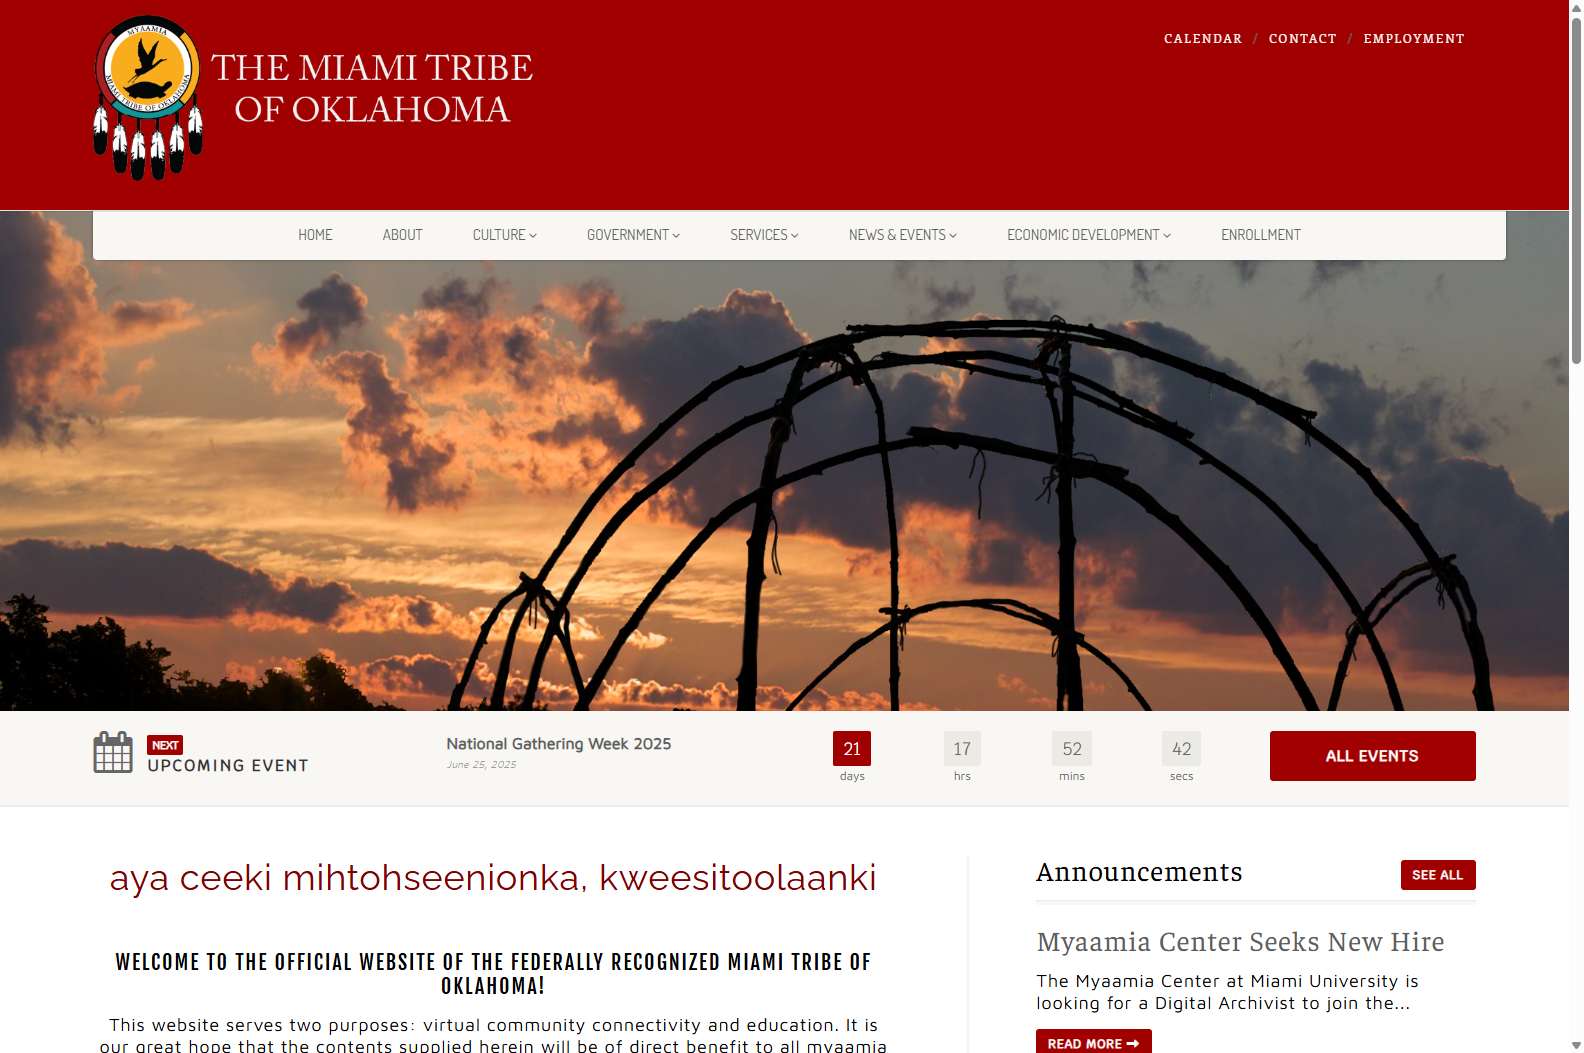 MYAAMIA
MIAMI TRIBE OF OKLAHOMA
THE MIAMI TRIBE
OF OKLAHOMA
CALENDAR / CONTACT / EMPLOYMENT
HOME ABOUT CULTURE GOVERNMENT SERVICES NEWS & EVENTS ECONOMIC DEVELOPMENT ENROLLMENT
NEXT
UPCOMING EVENT
National Gathering Week 2025
June 25, 2025
21 17 52 42
days hrs mins secs
ALL EVENTS
aya ceeki mihtohseenionka, kweesitoolaanki
WELCOME TO THE OFFICIAL WEBSITE OF THE FEDERALLY RECOGNIZED MIAMI TRIBE OF
OKLAHOMA!
This website serves two purposes: virtual community connectivity and education. It is
our great hope that the contents supplied herein will be of direct benefit to all myaamia
Announcements
SEE ALL
Myaamia Center Seeks New Hire
The Myaamia Center at Miami University is
looking for a Digital Archivist to join the...
READ MORE